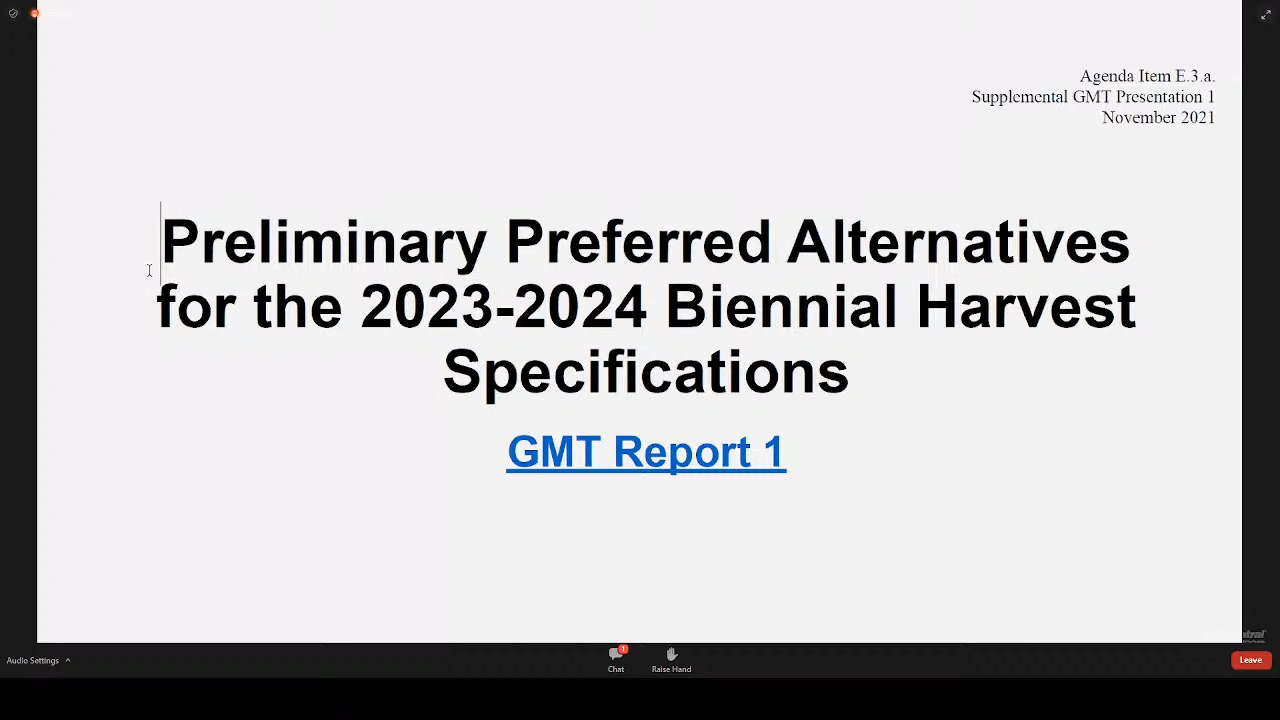 Agenda Item E.3.a.
Supplemental GMT Presentation 1
November 2021
Preliminary Preferred Alternatives
for the 2023-2024 Biennial Harvest
Specifications
GMT Report 1
Audio Settings
1
Chat
Raise Hand
Leave